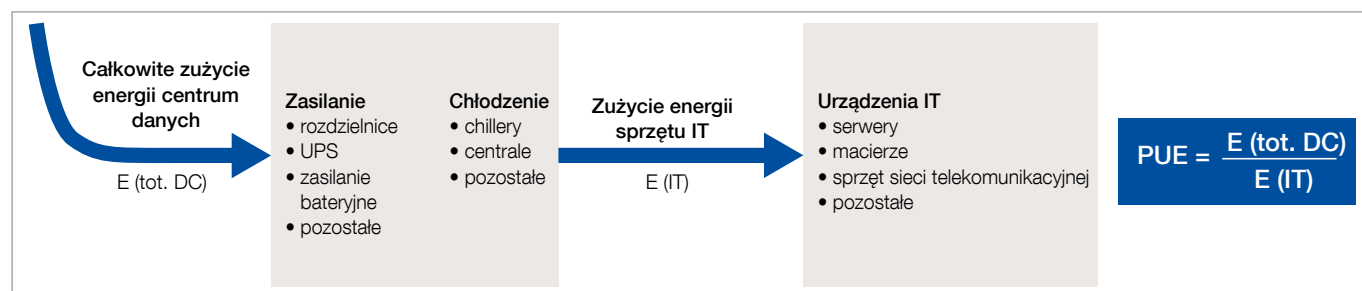 Całkowite zużycie
energii centrum
danych
E (tot. DC)
Zasilanie
• rozdzielnice
• UPS
• zasilanie
bateryjne
• pozostałe
Chłodzenie
• chillery
• centrale
• pozostałe
Zużycie energii
sprzętu IT
E (IT)
Urządzenia IT
• serwery
• macierze
• sprzęt sieci telekomunikacyjnej
• pozostałe
PUE = E (tot. DC)
E (IT)